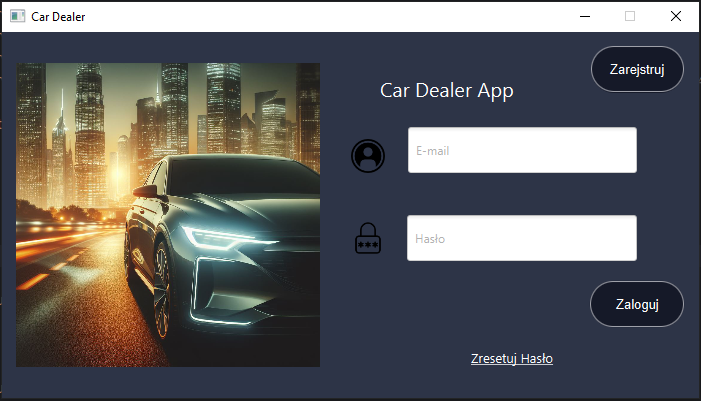 Car Dealer
Zarejstruj
Car Dealer App
E-mail
Hasło
Zaloguj
Zresetuj Hasło